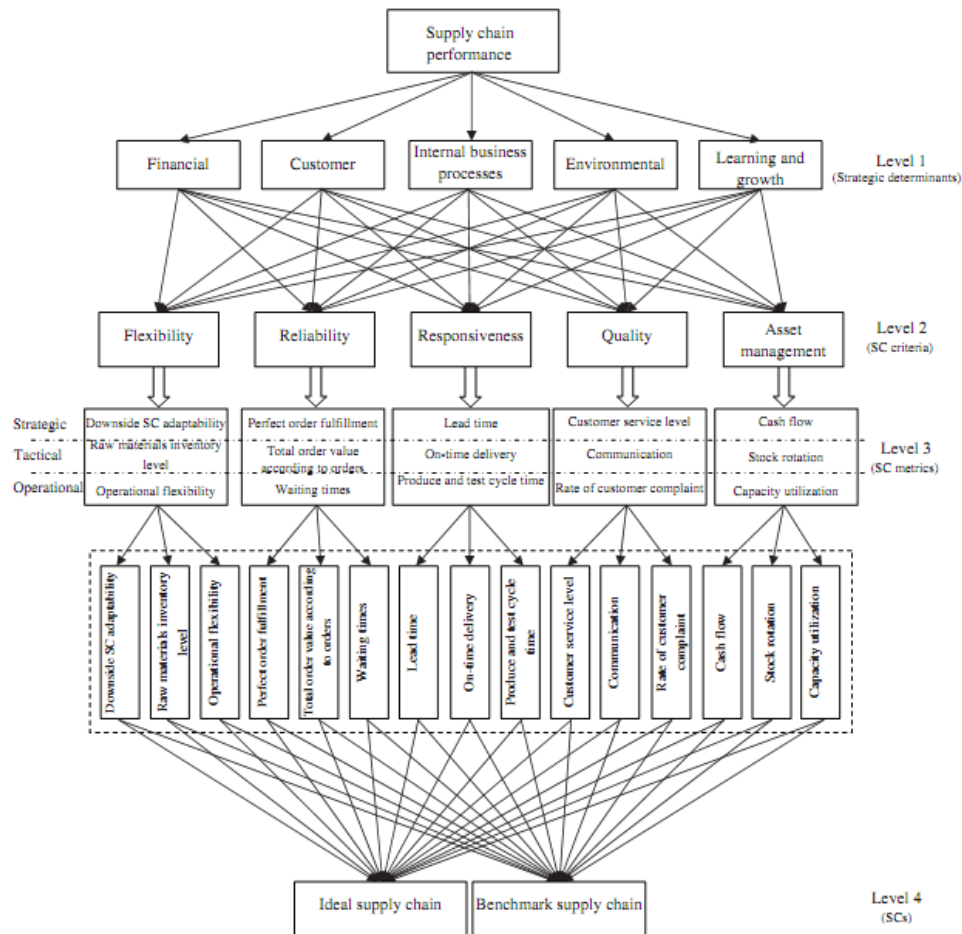 Supply chain
performance
Financial
Customer
Internal business
processes
Environmental
Learning and
growth
Level 1
(Strategic determinants)
Flexibility
Reliability
Responsiveness
Quality
Asset
management
Level 2
(SC criteria)
Strategic
Downside SC adaptability
Perfect order fulfillment
Lead time
Customer service level
Cash flow
Tactical
Raw materials inventory
level
Total order value
according to orders
On-time delivery
Communication
Stock rotation
Level 3
(SC metrics)
Operational
Operational flexibility
Waiting times
Produce and test cycle time
Rate of customer complaint
Capacity utilization
Downside SC adaptability
Raw materials inventory
level
Operational flexibility
Perfect order fulfillment
Total order value according
to orders
Waiting times
Lead time
On-time delivery
Produce and test cycle
time
Customer service level
Communication
Rate of customer
complaint
Cash flow
Stock rotation
Capacity utilization
Ideal supply chain
Benchmark supply chain
Level 4
(SCs)